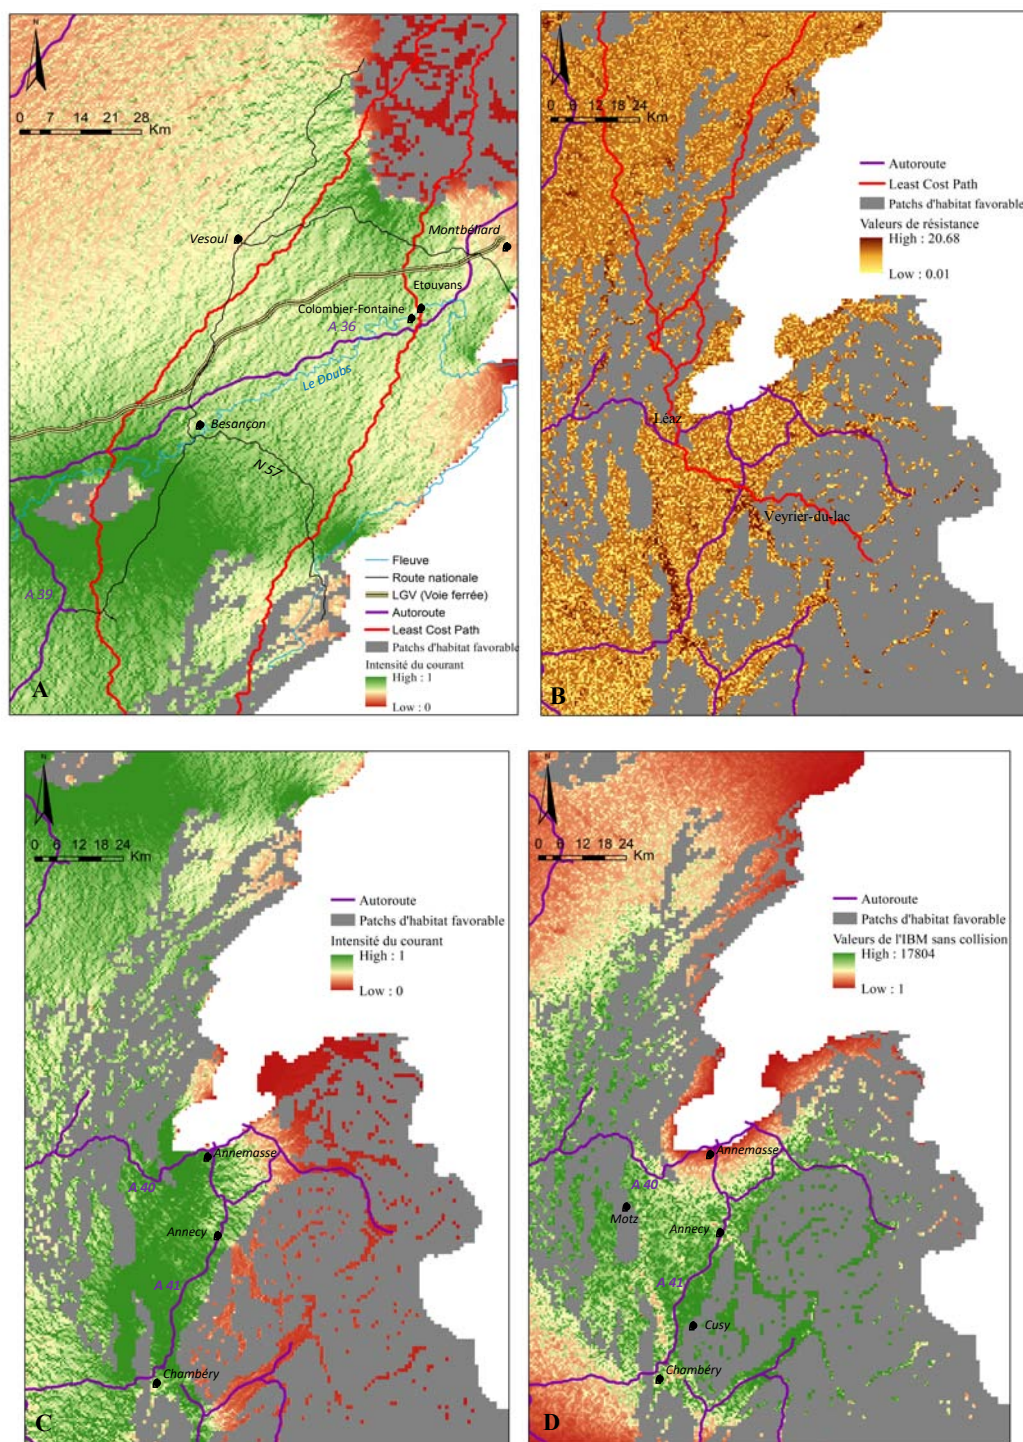 N
0 7 14 21 28
Km
Vesoul
Montbéliard
Etouvans
Colombier-Fontaine
A 36
Le Doubs
Besançon
N 57
A 39
Fleuve
Route nationale
LGV (Voie ferrée)
Autoroute
Least Cost Path
Patchs d'habitat favorable
Intensité du courant
High : 1
Low : 0
A
N
0 6 12 18 24
Km
Autoroute
Least Cost Path
Patchs d'habitat favorable
Valeurs de résistance
High : 20.68
Low : 0.01
Léaz
Veyrier-du-lac
B
N
0 6 12 18 24
Km
Autoroute
Patchs d'habitat favorable
Intensité du courant
High : 1
Low : 0
Annemasse
A 40
Annecy
A 41
Chambéry
C
N
0 6 12 18 24
Km
Autoroute
Patchs d'habitat favorable
Valeurs de l'IBM sans collision
High : 17804
Low : 1
Annemasse
A 40
Motz
Annecy
A 41
Cusy
Chambéry
D